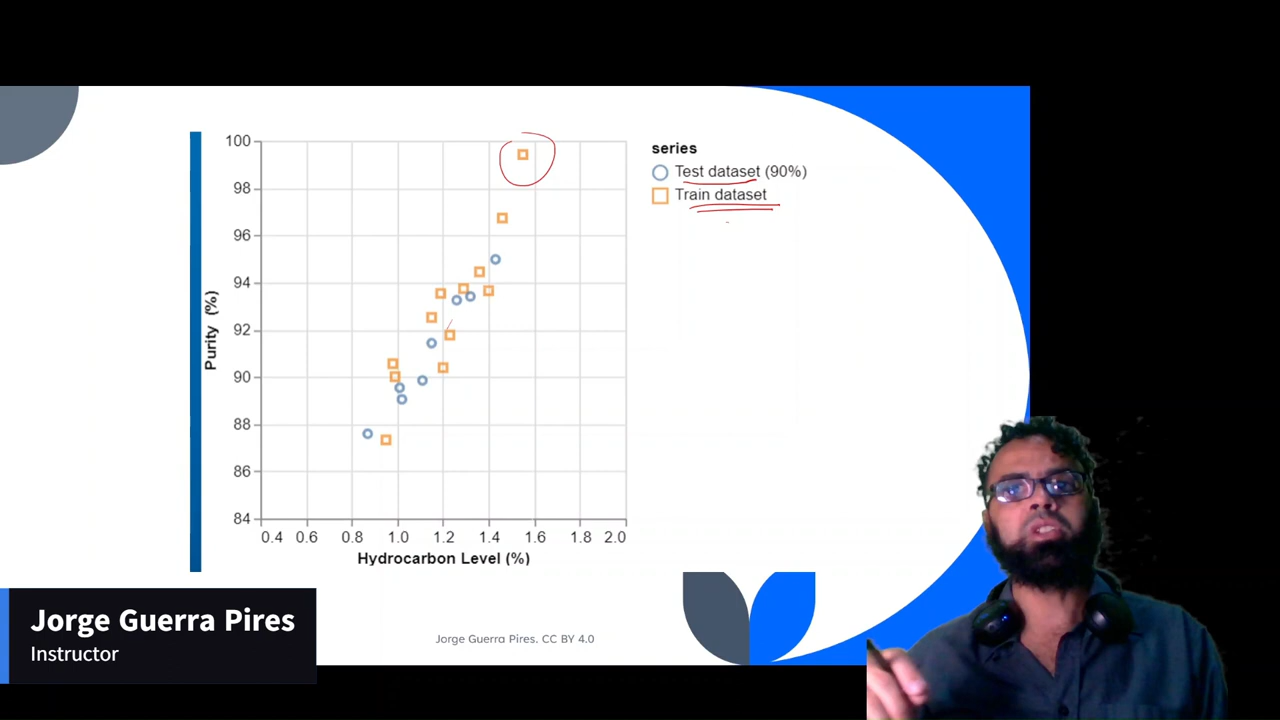 100
98
96
94
92
90
88
86
84
Purity (%)
0.4 0.6 0.8 1.0 1.2 1.4 1.6 1.8 2.0
Hydrocarbon Level (%)
series
Test dataset (90%)
Train dataset
Jorge Guerra Pires
Instructor
Jorge Guerra Pires. CC BY 4.0